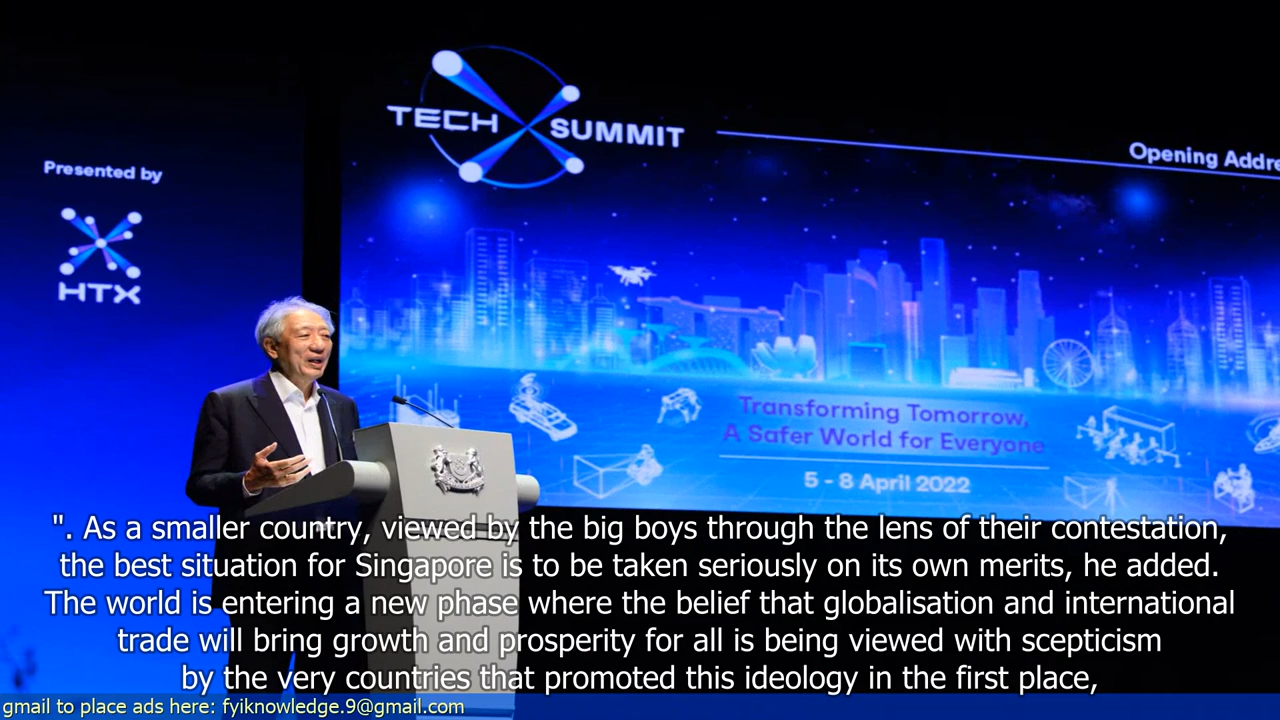 TECH SUMMIT
Opening Addre
Presented by
HTX
Transforming Tomorrow,
A Safer World for Everyone
5 - 8 April 2022
". As a smaller country, viewed by the big boys through the lens of their contestation,
the best situation for Singapore is to be taken seriously on its own merits, he added.
The world is entering a new phase where the belief that globalisation and international
trade will bring growth and prosperity for all is being viewed with scepticism
by the very countries that promoted this ideology in the first place,
gmail to place ads here: fyiknowledge.9@gmail.com